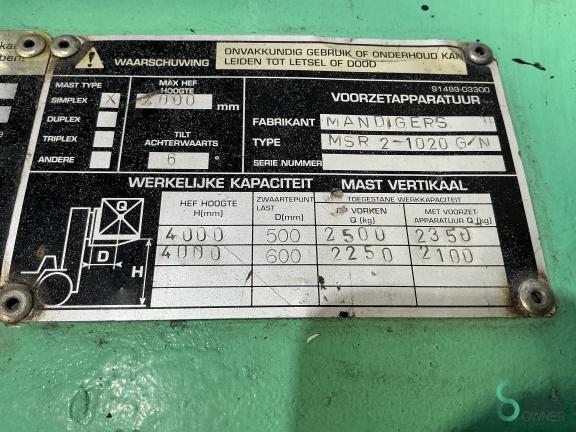 WAARSCHUWING
ONVAKKUNDIG GEBRUIK OF ONDERHOUD KAN
LEIDEN TOT LETSEL OF DOOD
MAST TYPE
SIMPLEX X
DUPLEX
TRIPLEX
ANDERE
MAX HEF
HOOGTE
4000 mm
TILT
ACHTERWAARTS
6 °
91483-03300
VOORZETAPPARATUUR
FABRIKANT MANDIGERS
TYPE MSR 2-1020 G/N
SERIE NUMMER
WERKELIJKE KAPACITEIT MAST VERTIKAAL
HEF HOOGTE
H(mm)
ZWAARTEPUNT
LAST D(mm)
TOEGESTANE WERKKAPACITEIT
VORKEN
Q (kg)
MET VOORZET-
APPARATUUR Q(kg)
4000 500 2500 2350
4000 600 2250 2100
Q
D
H
OWNER